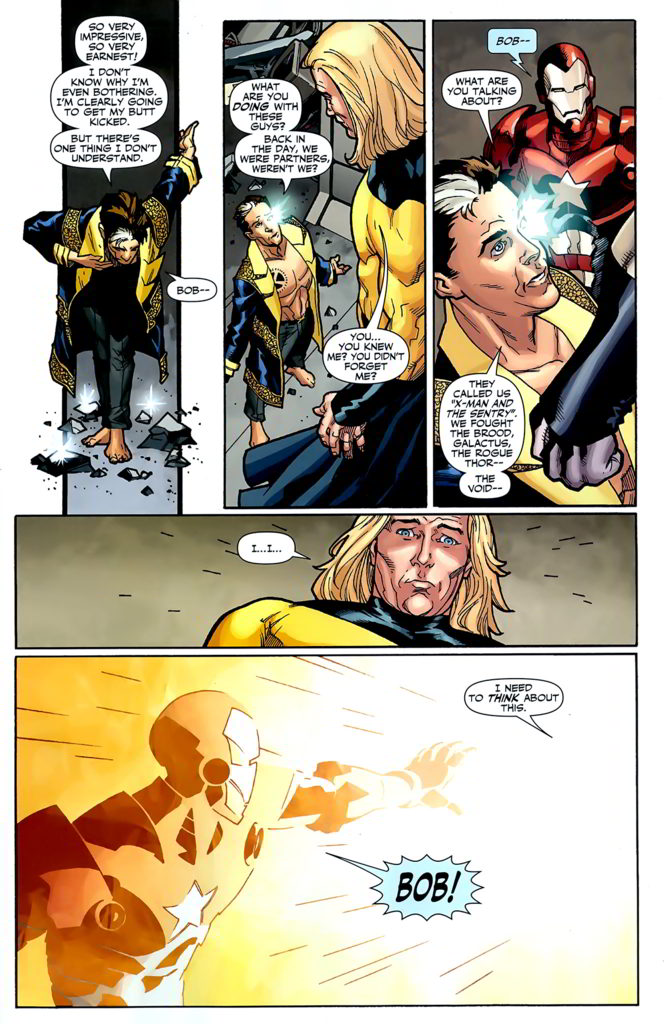 SO VERY
IMPRESSIVE,
SO VERY
EARNEST!
I DON'T
KNOW WHY I'M
EVEN BOTHERING.
I'M CLEARLY GOING
TO GET MY BUTT
KICKED.
BUT THERE'S
ONE THING I DON'T
UNDERSTAND.
BOB--
WHAT
ARE YOU
DOING WITH
THESE
GUYS?
BACK
IN THE
DAY, WE
WERE PARTNERS,
WEREN'T WE?
YOU...
YOU KNEW
ME? YOU DIDN'T
FORGET
ME?
BOB--
WHAT ARE
YOU TALKING
ABOUT?
THEY
CALLED US
"X-MAN AND
THE SENTRY".
WE FOUGHT
THE BROOD,
GALACTUS,
THE ROGUE
THOR--
THE
VOID--
I...I...
I NEED
TO THINK ABOUT
THIS.
BOB!